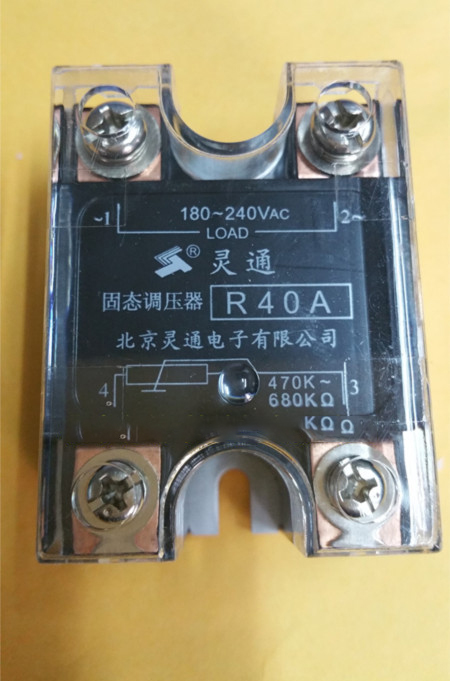 ~1 180~240VAC 2~
LOAD
® 灵通
固态调压器 R40A
北京灵通电子有限公司
4 470K~ 3
680KΩ
KΩ Ω